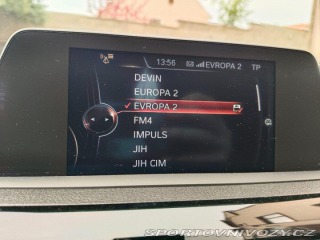 13:56 EVROPA 2 TP
DEVIN
EUROPA 2
EVROPA 2
FM4
IMPULS
JIH
JIH CIM
SPORTOVNIVOZY.CZ